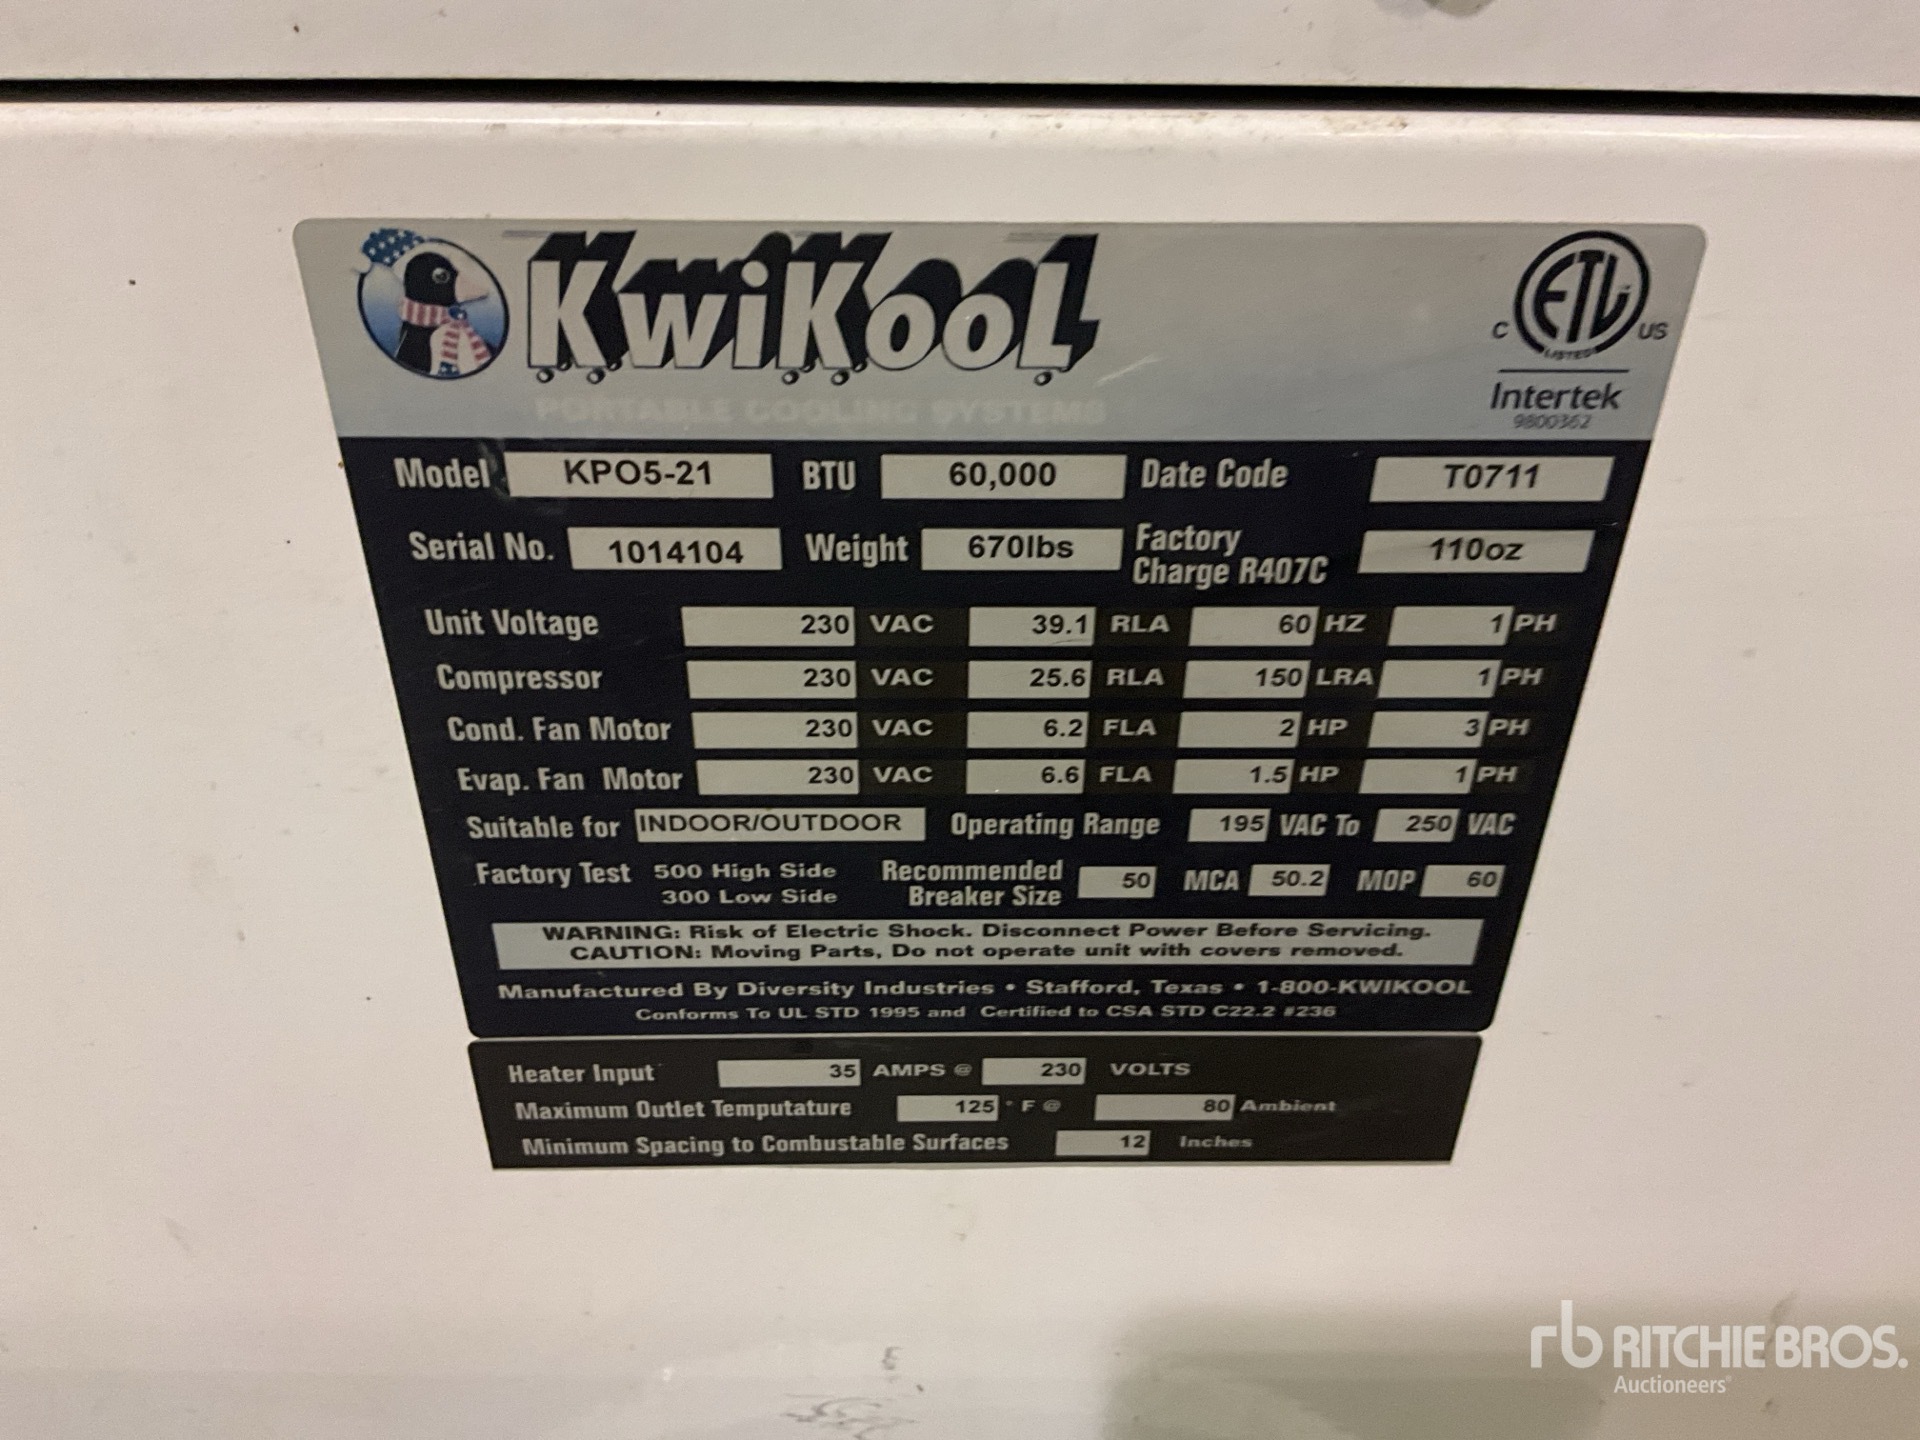 KwiKool
PORTABLE COOLING SYSTEMS
ETL
LISTED
C US
Intertek
9800362
Model KPO5-21 BTU 60,000 Date Code T0711
Serial No. 1014104 Weight 670lbs Factory Charge R407C 110oz
Unit Voltage 230 VAC 39.1 RLA 60 HZ 1 PH
Compressor 230 VAC 25.6 RLA 150 LRA 1 PH
Cond. Fan Motor 230 VAC 6.2 FLA 2 HP 3 PH
Evap. Fan Motor 230 VAC 6.6 FLA 1.5 HP 1 PH
Suitable for INDOOR/OUTDOOR Operating Range 195 VAC To 250 VAC
Factory Test 500 High Side
300 Low Side
Recommended Breaker Size 50 MCA 50.2 MOP 60
WARNING: Risk of Electric Shock. Disconnect Power Before Servicing.
CAUTION: Moving Parts, Do not operate unit with covers removed.
Manufactured By Diversity Industries • Stafford, Texas • 1-800-KWIKOOL
Conforms To UL STD 1995 and Certified to CSA STD C22.2 #236
Heater Input 35 AMPS @ 230 VOLTS
Maximum Outlet Temputature 125 ° F @ 80 Ambient
Minimum Spacing to Combustable Surfaces 12 Inches
rb RITCHIE BROS.
Auctioneers